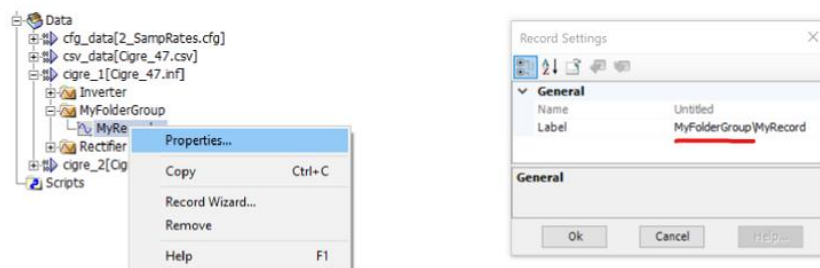 Data
cfg_data[2_SampRates.cfg]
csv_data[Cigre_47.csv]
cigre_1[Cigre_47.inf]
Inverter
MyFolderGroup
Rectifier
cigre_2[Cig
Scripts
Properties...
Copy Ctrl+C
Record Wizard...
Remove
Help F1
Record Settings
General
Name Untitled
Label MyFolderGroup\MyRecord
General
Ok Cancel Help...